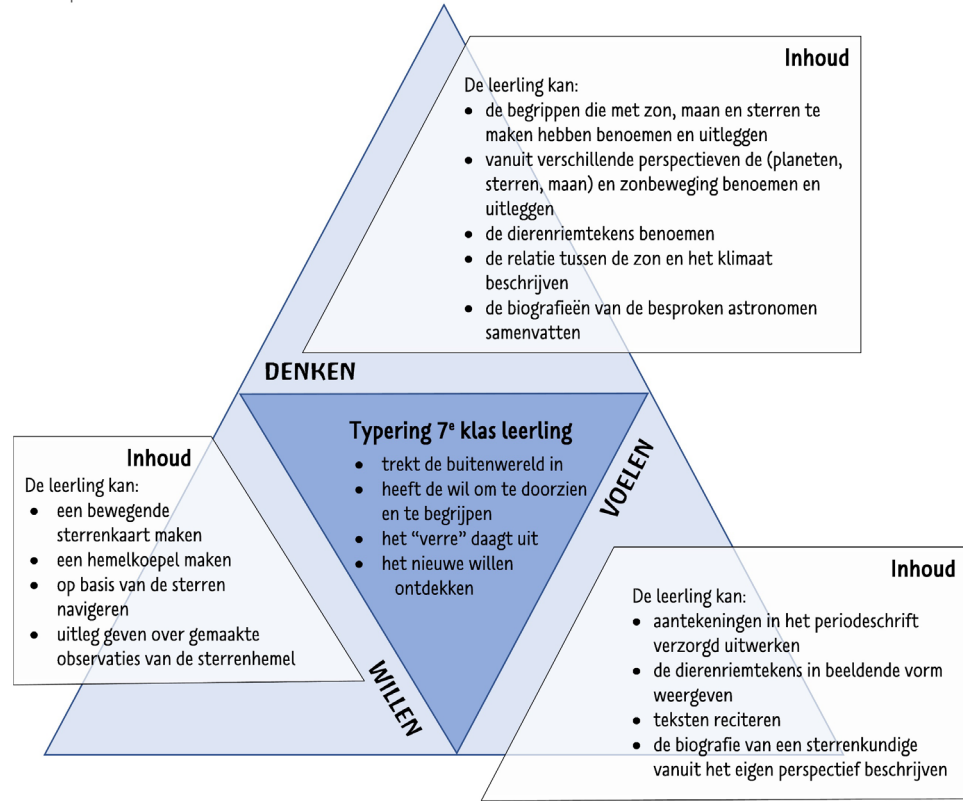 Inhoud
De leerling kan:
• de begrippen die met zon, maan en sterren te
maken hebben benoemen en uitleggen
• vanuit verschillende perspectieven de (planeten,
sterren, maan) en zonbeweging benoemen en
uitleggen
• de dierenriemtekens benoemen
• de relatie tussen de zon en het klimaat
beschrijven
• de biografieën van de besproken astronomen
samenvatten
DENKEN
Typering 7e klas leerling
• trekt de buitenwereld in
• heeft de wil om te doorzien
en te begrijpen
• het “verre” daagt uit
• het nieuwe willen
ontdekken
VOELEN
WILLEN
Inhoud
De leerling kan:
• een bewegende
sterrenkaart maken
• een hemelkoepel maken
• op basis van de sterren
navigeren
• uitleg geven over gemaakte
observaties van de sterrenhemel
Inhoud
De leerling kan:
• aantekeningen in het periodeschrift
verzorgd uitwerken
• de dierenriemtekens in beeldende vorm
weergeven
• teksten reciteren
• de biografie van een sterrenkundige
vanuit het eigen perspectief beschrijven